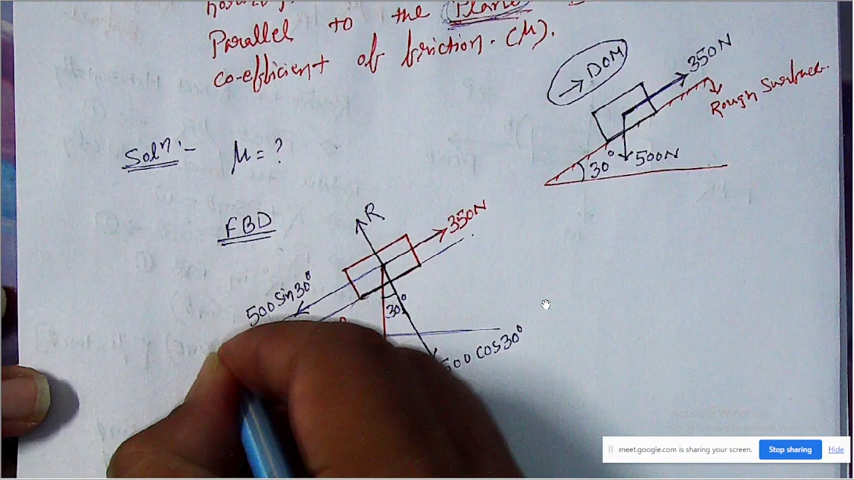 Parallel to the Plane
co-efficient of friction. (μ).
→ DOM
350N
Rough Surface.
30°
500N
Solⁿ:-
μ = ?
FBD
R
350N
500 Sin30°
30°
500 COS30°
meet.google.com is sharing your screen.
Stop sharing
Hide